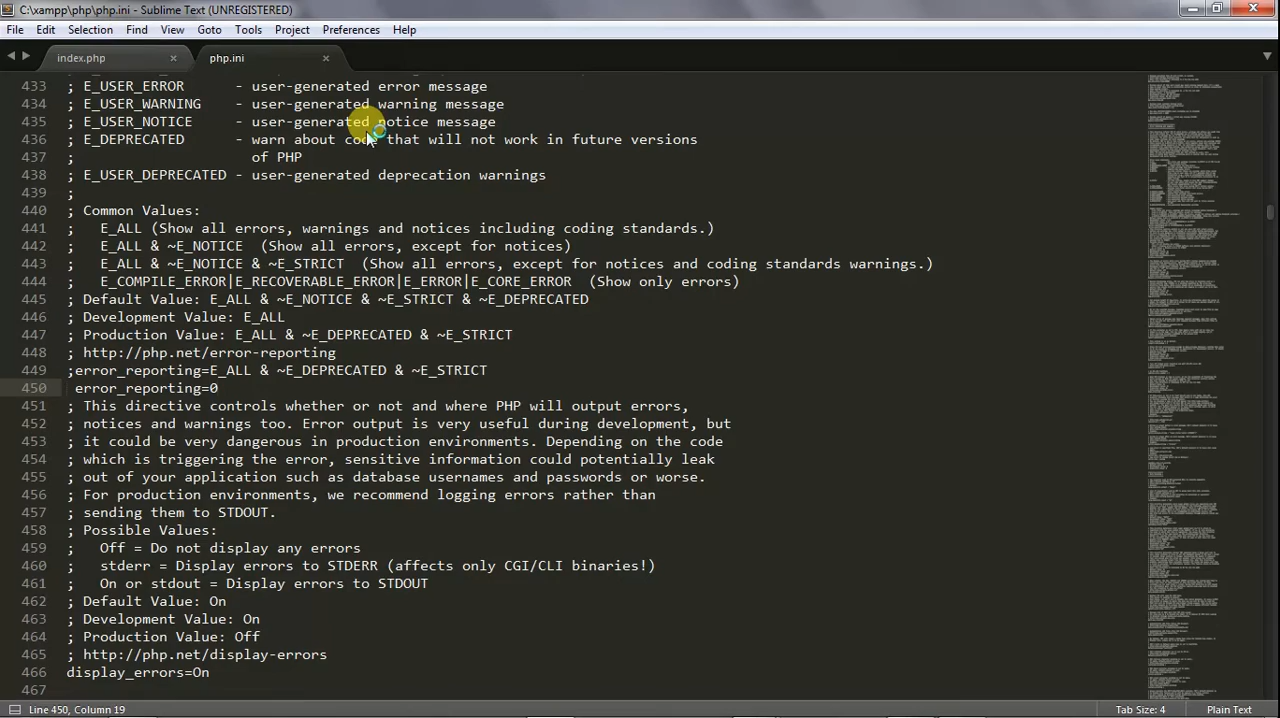 C:\xampp\php\php.ini - Sublime Text (UNREGISTERED)
File Edit Selection Find View Goto Tools Project Preferences Help
index.php × php.ini ×
433 ; E_USER_ERROR - user-generated error message
434 ; E_USER_WARNING - user-generated warning message
435 ; E_USER_NOTICE - user-generated notice message
436 ; E_DEPRECATED - warn about code that will not work in future versions
437 ; of PHP
438 ; E_USER_DEPRECATED - user-generated deprecation warnings
439 ;
440 ; Common Values:
441 ; E_ALL (Show all errors, warnings and notices including coding standards.)
442 ; E_ALL & ~E_NOTICE (Show all errors, except for notices)
443 ; E_ALL & ~E_NOTICE & ~E_STRICT (Show all errors, except for notices and coding standards warnings.)
444 ; E_COMPILE_ERROR|E_RECOVERABLE_ERROR|E_ERROR|E_CORE_ERROR (Show only errors)
445 ; Default Value: E_ALL & ~E_NOTICE & ~E_STRICT & ~E_DEPRECATED
446 ; Development Value: E_ALL
447 ; Production Value: E_ALL & ~E_DEPRECATED & ~E_STRICT
448 ; http://php.net/error-reporting
449 ;error_reporting=E_ALL & ~E_DEPRECATED & ~E_STRICT
450 error_reporting=0
451 ; This directive controls whether or not and where PHP will output errors,
452 ; notices and warnings too. Error output is very useful during development, but
453 ; it could be very dangerous in production environments. Depending on the code
454 ; which is triggering the error, sensitive information could potentially leak
455 ; out of your application such as database usernames and passwords or worse.
456 ; For production environments, we recommend logging errors rather than
457 ; sending them to STDOUT.
458 ; Possible Values:
459 ; Off = Do not display any errors
460 ; stderr = Display errors to STDERR (affects only CGI/CLI binaries!)
461 ; On or stdout = Display errors to STDOUT
462 ; Default Value: On
463 ; Development Value: On
464 ; Production Value: Off
465 ; http://php.net/display-errors
466 display_errors=On
467
Line 450, Column 19 Tab Size: 4 Plain Text